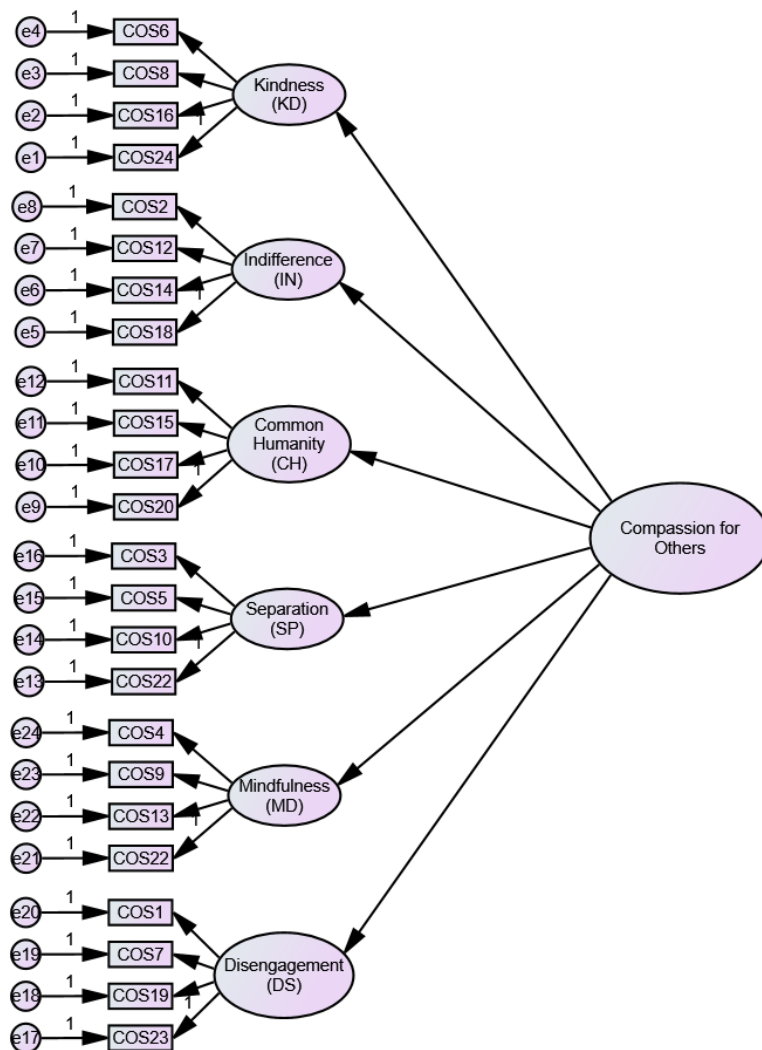 e4 1 COS6
e3 1 COS8
e2 1 COS16
e1 1 COS24
1
Kindness
(KD)
e8 1 COS2
e7 1 COS12
e6 1 COS14
e5 1 COS18
1
Indifference
(IN)
e12 1 COS11
e11 1 COS15
e10 1 COS17
e9 1 COS20
1
Common
Humanity
(CH)
Compassion for
Others
e16 1 COS3
e15 1 COS5
e14 1 COS10
e13 1 COS22
1
Separation
(SP)
e24 1 COS4
e23 1 COS9
e22 1 COS13
e21 1 COS22
1
Mindfulness
(MD)
e20 1 COS1
e19 1 COS7
e18 1 COS19
e17 1 COS23
1
Disengagement
(DS)